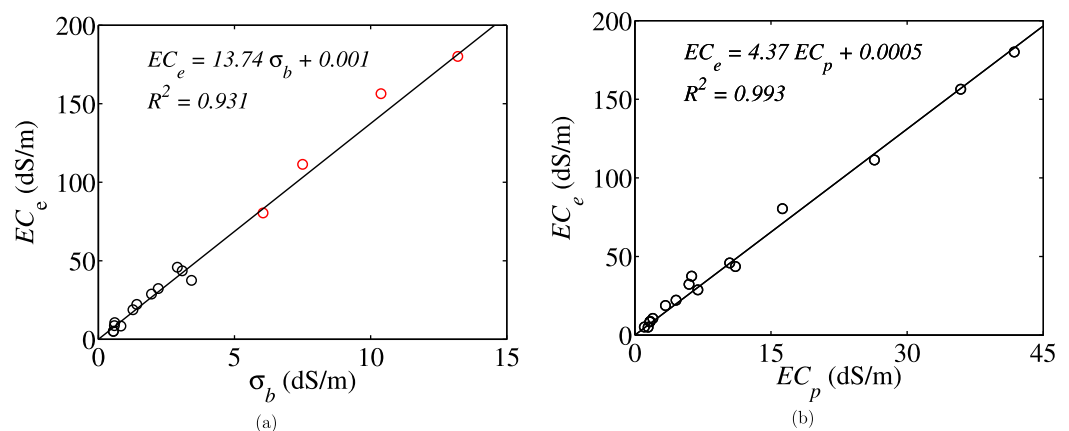 200
150
100
50
0
EC_e (dS/m)
EC_e = 13.74 σ_b + 0.001
R^2 = 0.931
0 5 10 15
σ_b (dS/m)
(a)
200
150
100
50
0
EC_e (dS/m)
EC_e = 4.37 EC_p + 0.0005
R^2 = 0.993
0 15 30 45
EC_p (dS/m)
(b)